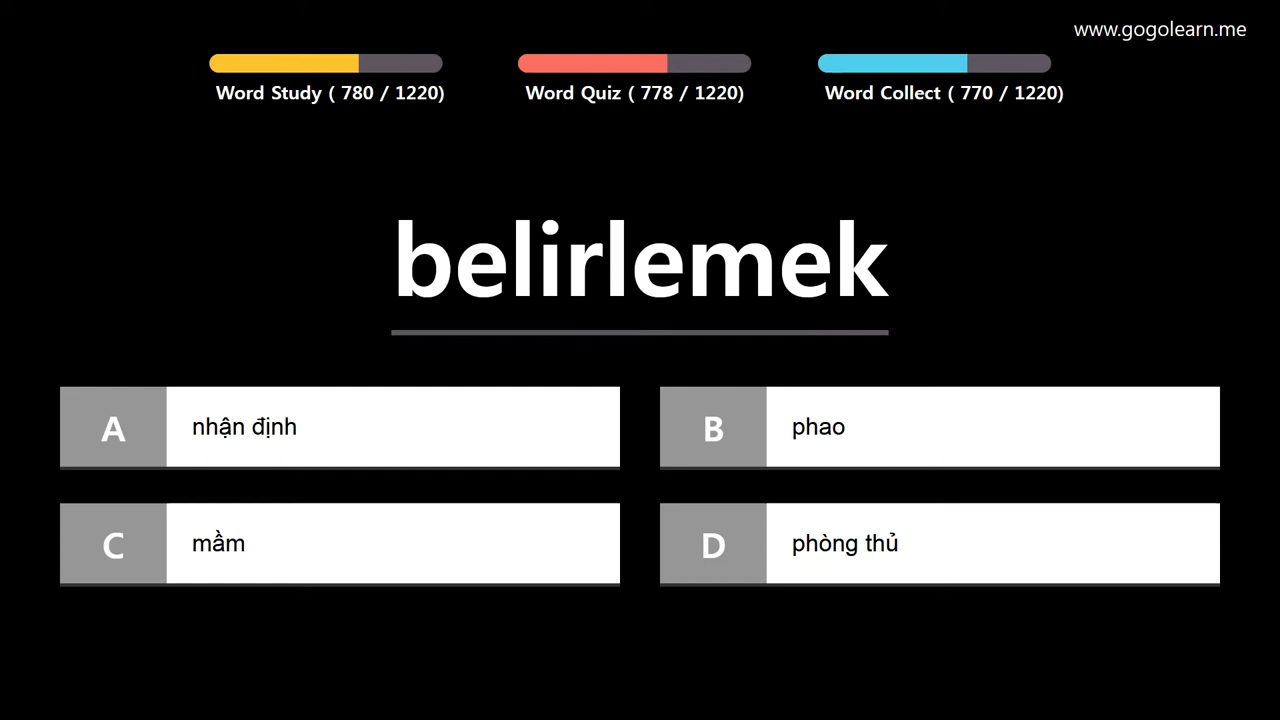 www.gogolearn.me
Word Study ( 780 / 1220)
Word Quiz ( 778 / 1220)
Word Collect ( 770 / 1220)
belirlemek
A nhận định
B phao
C mầm
D phòng thủ